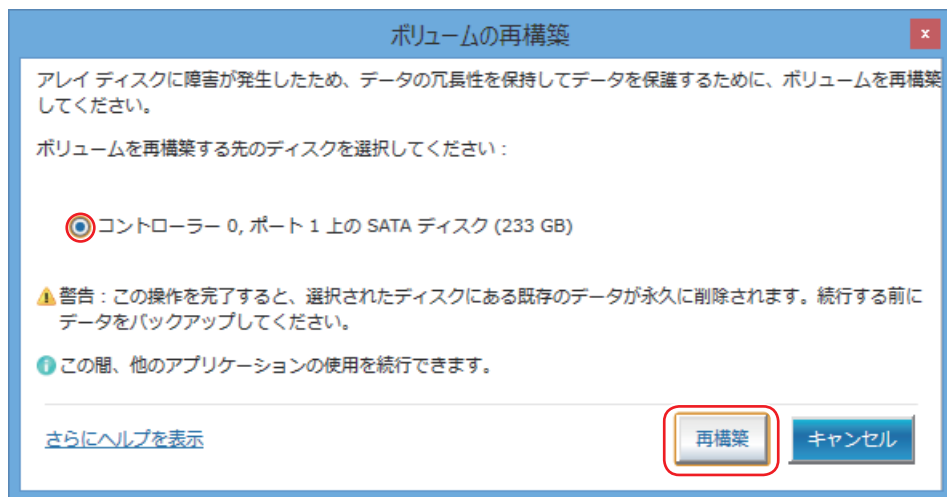 ボリュームの再構築
x
アレイ ディスクに障害が発生したため、データの冗長性を保持してデータを保護するために、ボリュームを再構築
してください。
ボリュームを再構築する先のディスクを選択してください：
コントローラー 0, ポート 1 上の SATA ディスク (233 GB)
警告：この操作を完了すると、選択されたディスクにある既存のデータが永久に削除されます。続行する前に
データをバックアップしてください。
この間、他のアプリケーションの使用を続行できます。
さらにヘルプを表示
再構築
キャンセル